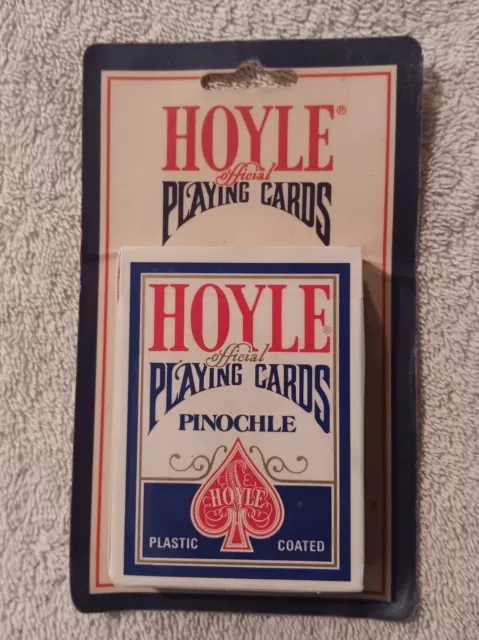 HOYLE®
official
PLAYING CARDS
HOYLE®
official
PLAYING CARDS
PINOCHLE
HOYLE
PLASTIC COATED